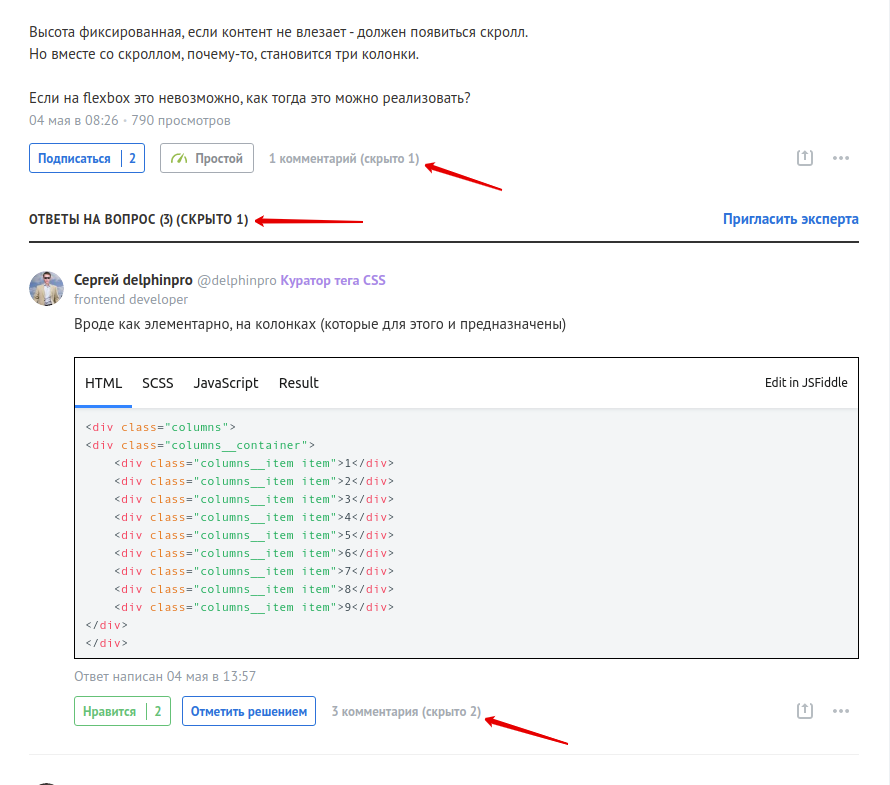 Высота фиксированная, если контент не влезает - должен появиться скролл.
Но вместо со скроллом, почему-то, становится три колонки.
Если на flexbox это невозможно, как тогда это можно реализовать?
04 мая в 08:26 • 790 просмотров
Подписаться 2 Простой 1 комментарий (скрыто 1)
ОТВЕТЫ НА ВОПРОС (3) (СКРЫТО 1) Пригласить эксперта
Сергей delphinpro @delphinpro Куратор тега CSS
frontend developer
Вроде как элементарно, на колонках (которые для этого и предназначены)
HTML SCSS JavaScript Result Edit in JSFiddle
<div class="columns">
<div class="columns__container">
    <div class="columns__item item">1</div>
    <div class="columns__item item">2</div>
    <div class="columns__item item">3</div>
    <div class="columns__item item">4</div>
    <div class="columns__item item">5</div>
    <div class="columns__item item">6</div>
    <div class="columns__item item">7</div>
    <div class="columns__item item">8</div>
    <div class="columns__item item">9</div>
</div>
</div>
Ответ написан 04 мая в 13:57
Нравится 2 Отметить решением 3 комментария (скрыто 2)